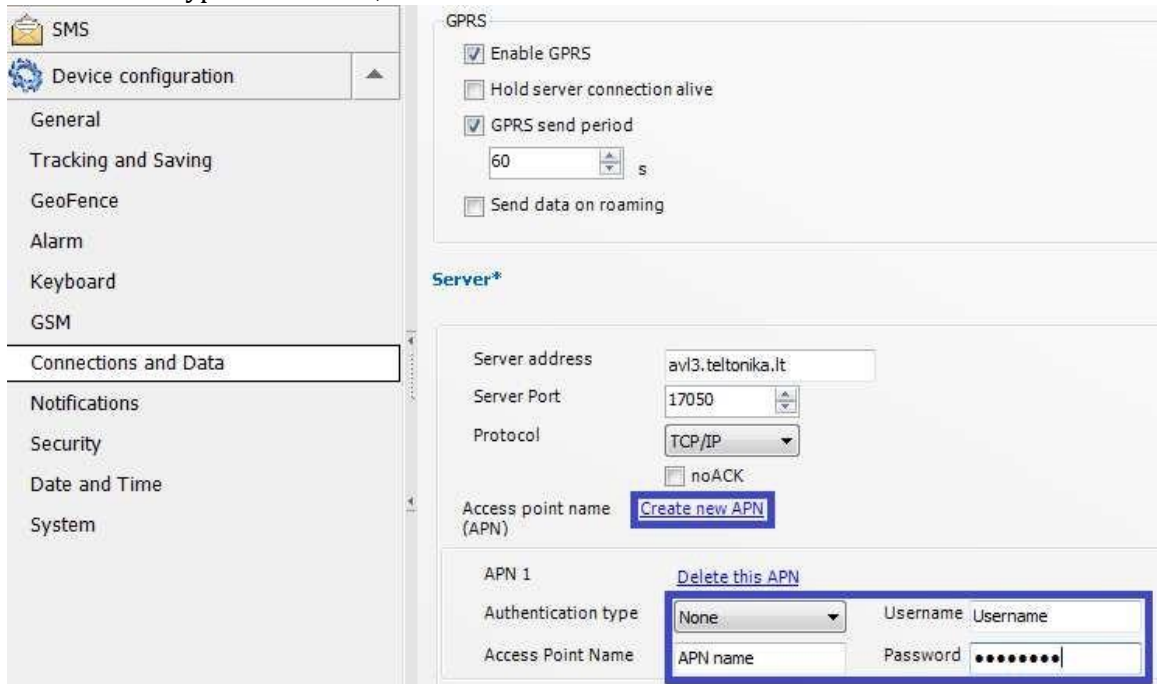 SMS
Device configuration
General
Tracking and Saving
GeoFence
Alarm
Keyboard
GSM
Connections and Data
Notifications
Security
Date and Time
System
GPRS
Enable GPRS
Hold server connection alive
GPRS send period
60 s
Send data on roaming
Server*
Server address avl3.teltonika.lt
Server Port 17050
Protocol TCP/IP
noACK
Access point name Create new APN
(APN)
APN 1 Delete this APN
Authentication type None Username Username
Access Point Name APN name Password ●●●●●●●●